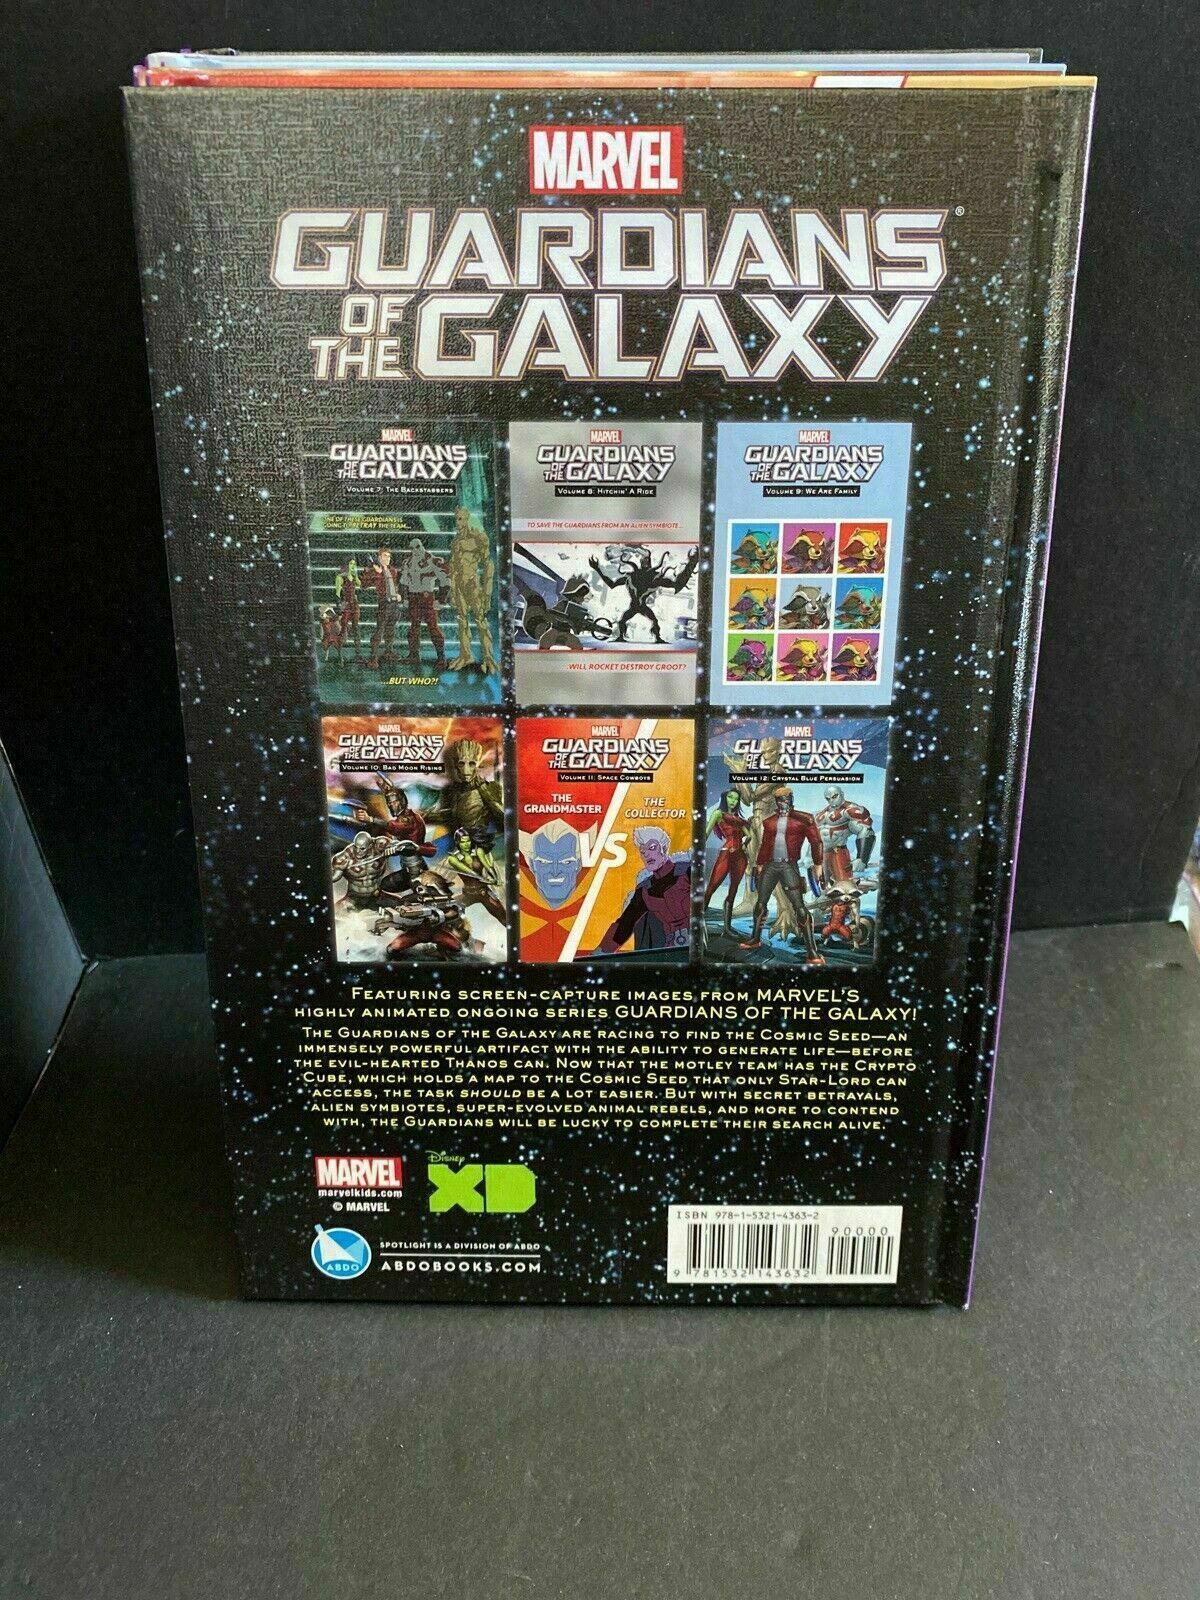 MARVEL
GUARDIANS®
OF
THE GALAXY
MARVEL
GUARDIANS
OF
THE GALAXY
Volume 7: The Backstabbers
ONE OF THESE GUARDIANS IS
GOING TO BETRAY THE TEAM...
...BUT WHO?!
MARVEL
GUARDIANS
OF
THE GALAXY
Volume 8: Hitchin' A Ride
TO SAVE THE GUARDIANS FROM AN ALIEN SYMBIOTE...
...WILL ROCKET DESTROY GROOT?
MARVEL
GUARDIANS
OF
THE GALAXY
Volume 9: We Are Family
MARVEL
GUARDIANS
OF
THE GALAXY
Volume 10: Bad Moon Rising
MARVEL
GUARDIANS
OF
THE GALAXY
Volume 11: Space Cowboys
THE
GRANDMASTER
VS
THE
COLLECTOR
MARVEL
GUARDIANS
OF
THE GALAXY
Volume 12: Crystal Blue Persuasion
Featuring screen-capture images from MARVEL'S
highly animated ongoing series GUARDIANS OF THE GALAXY!
The Guardians of the Galaxy are racing to find the Cosmic Seed—an
immensely powerful artifact with the ability to generate life—before
the evil-hearted Thanos can. Now that the motley team has the Crypto
Cube, which holds a map to the Cosmic Seed that only Star-Lord can
access, the task should be a lot easier. But with secret betrayals,
alien symbiotes, super-evolved animal rebels, and more to contend
with, the Guardians will be lucky to complete their search alive.
MARVEL
marvelkids.com
© MARVEL
Disney
XD
ABDO
SPOTLIGHT IS A DIVISION OF ABDO
ABDOBOOKS.COM
ISBN 978-1-5321-4363-2
90000
9 781532 143632